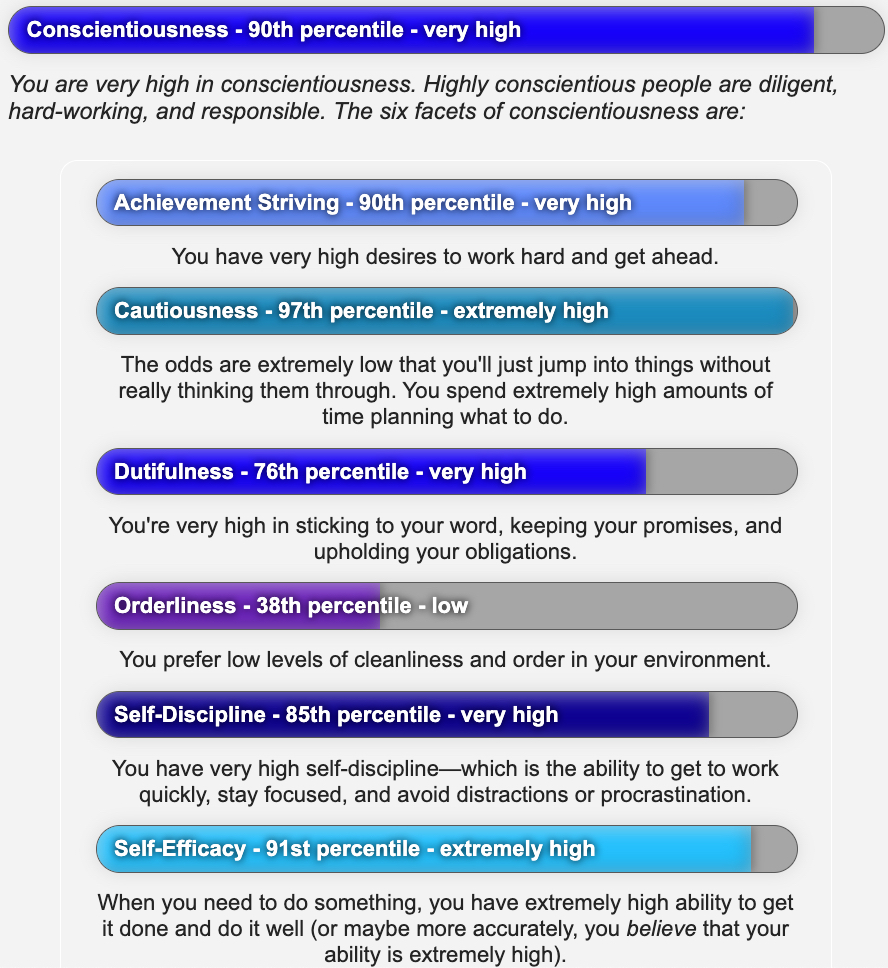 Conscientiousness - 90th percentile - very high
You are very high in conscientiousness. Highly conscientious people are diligent,
hard-working, and responsible. The six facets of conscientiousness are:
Achievement Striving - 90th percentile - very high
You have very high desires to work hard and get ahead.
Cautiousness - 97th percentile - extremely high
The odds are extremely low that you'll just jump into things without
really thinking them through. You spend extremely high amounts of
time planning what to do.
Dutifulness - 76th percentile - very high
You're very high in sticking to your word, keeping your promises, and
upholding your obligations.
Orderliness - 38th percentile - low
You prefer low levels of cleanliness and order in your environment.
Self-Discipline - 85th percentile - very high
You have very high self-discipline—which is the ability to get to work
quickly, stay focused, and avoid distractions or procrastination.
Self-Efficacy - 91st percentile - extremely high
When you need to do something, you have extremely high ability to get
it done and do it well (or maybe more accurately, you believe that your
ability is extremely high).